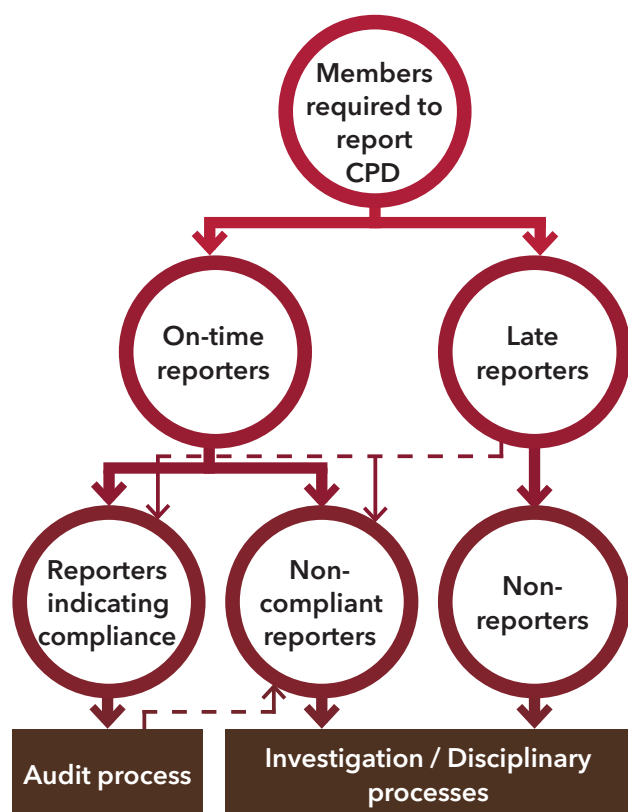 Members
required to
report
CPD
On-time
reporters
Late
reporters
Reporters
indicating
compliance
Non-
compliant
reporters
Non-
reporters
Audit process
Investigation / Disciplinary
processes